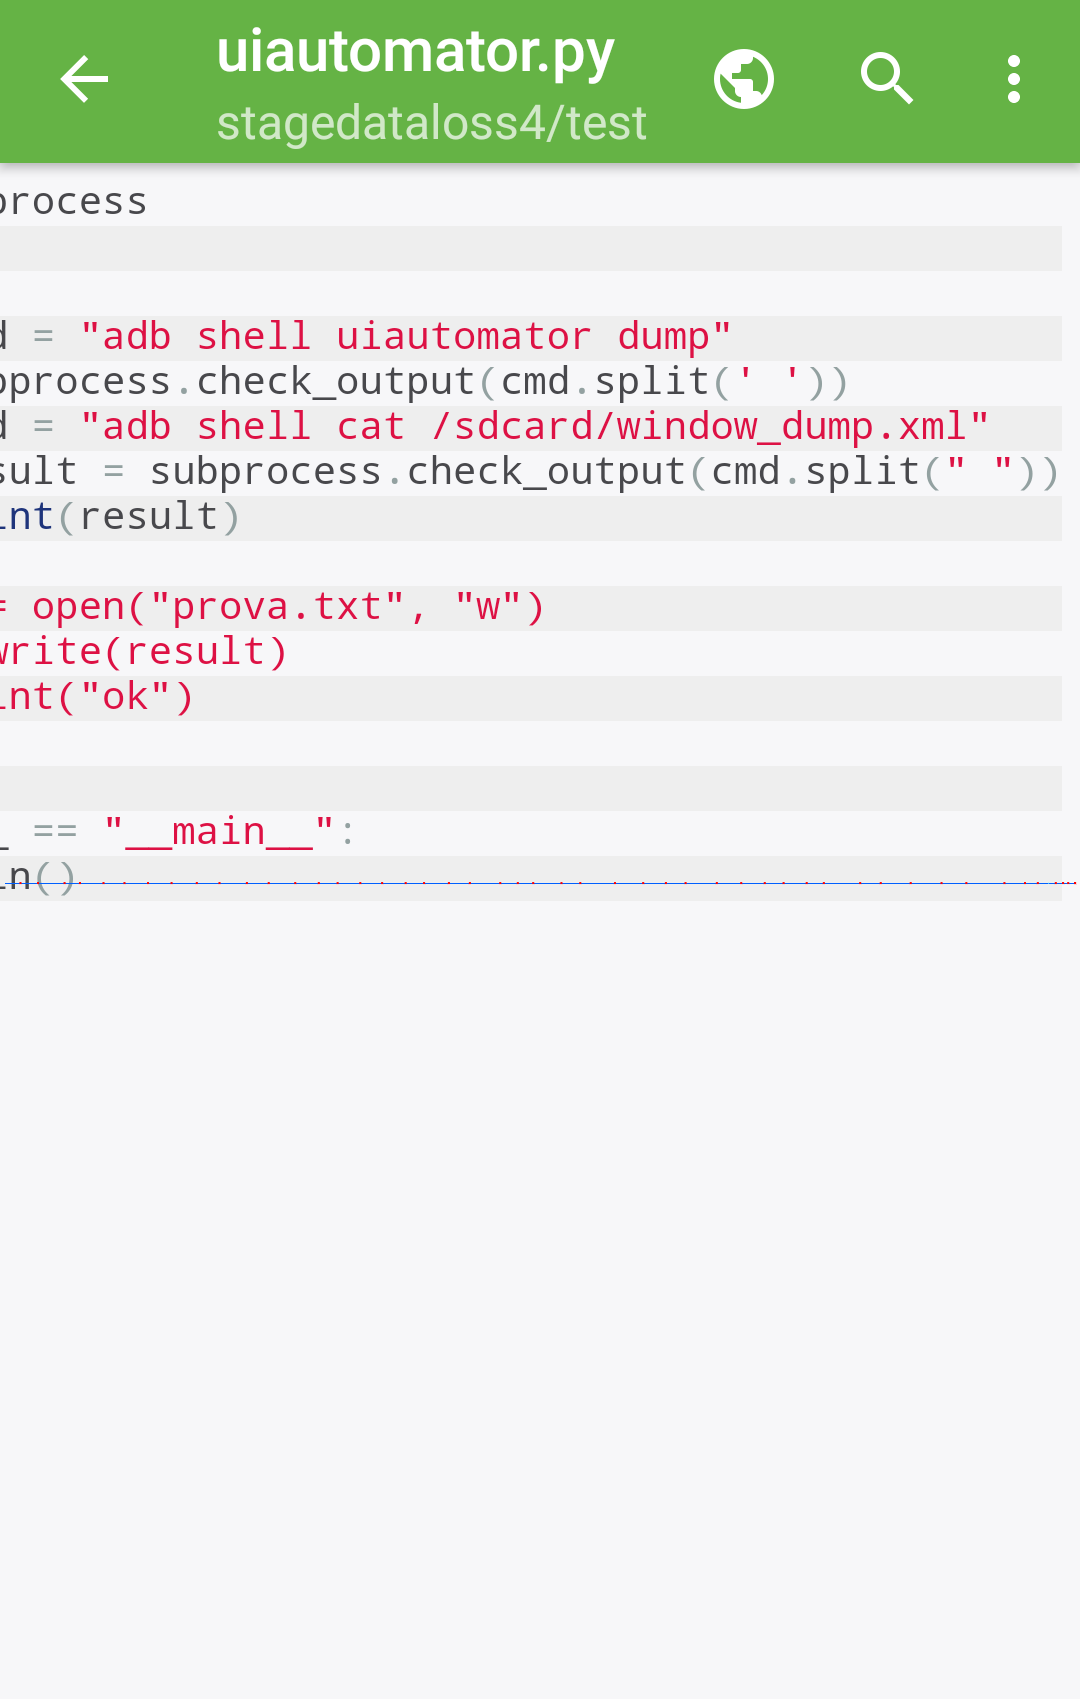 uiautomator.py
stagedataloss4/test
process
= "adb shell uiautomator dump"
process.check_output(cmd.split(' '))
= "adb shell cat /sdcard/window_dump.xml"
sult = subprocess.check_output(cmd.split(" "))
int(result)
= open("prova.txt", "w")
write(result)
int("ok")
_ == "__main__":
in()